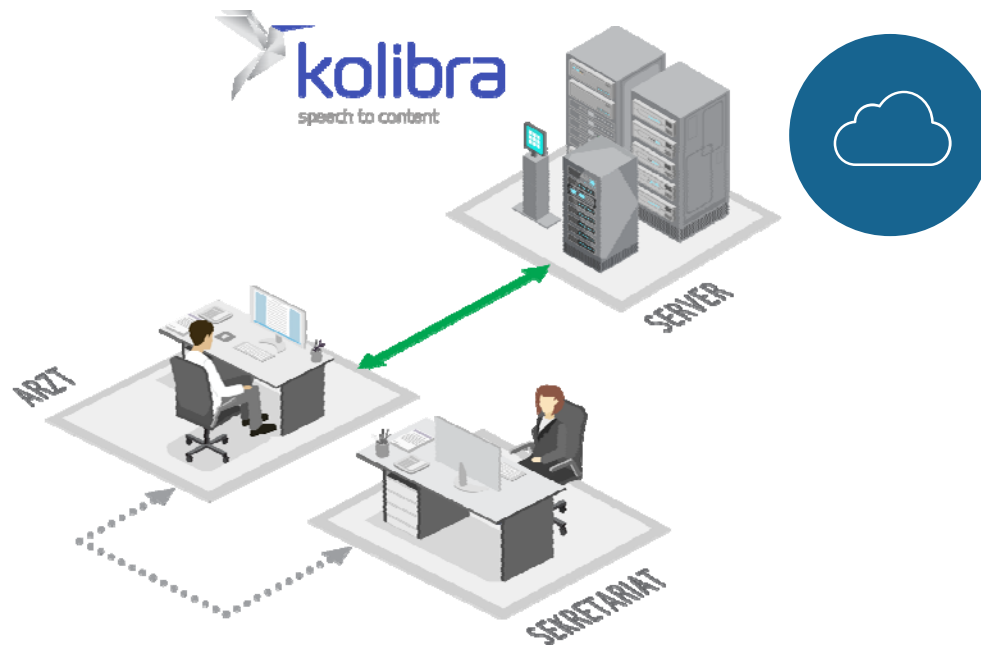 kolibra
speech to content
SERVER
ARZT
SEKRETARIAT